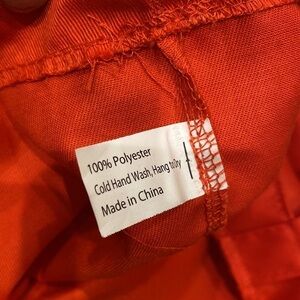 100% Polyester
Cold Hand Wash, Hang to Dry
Made in China